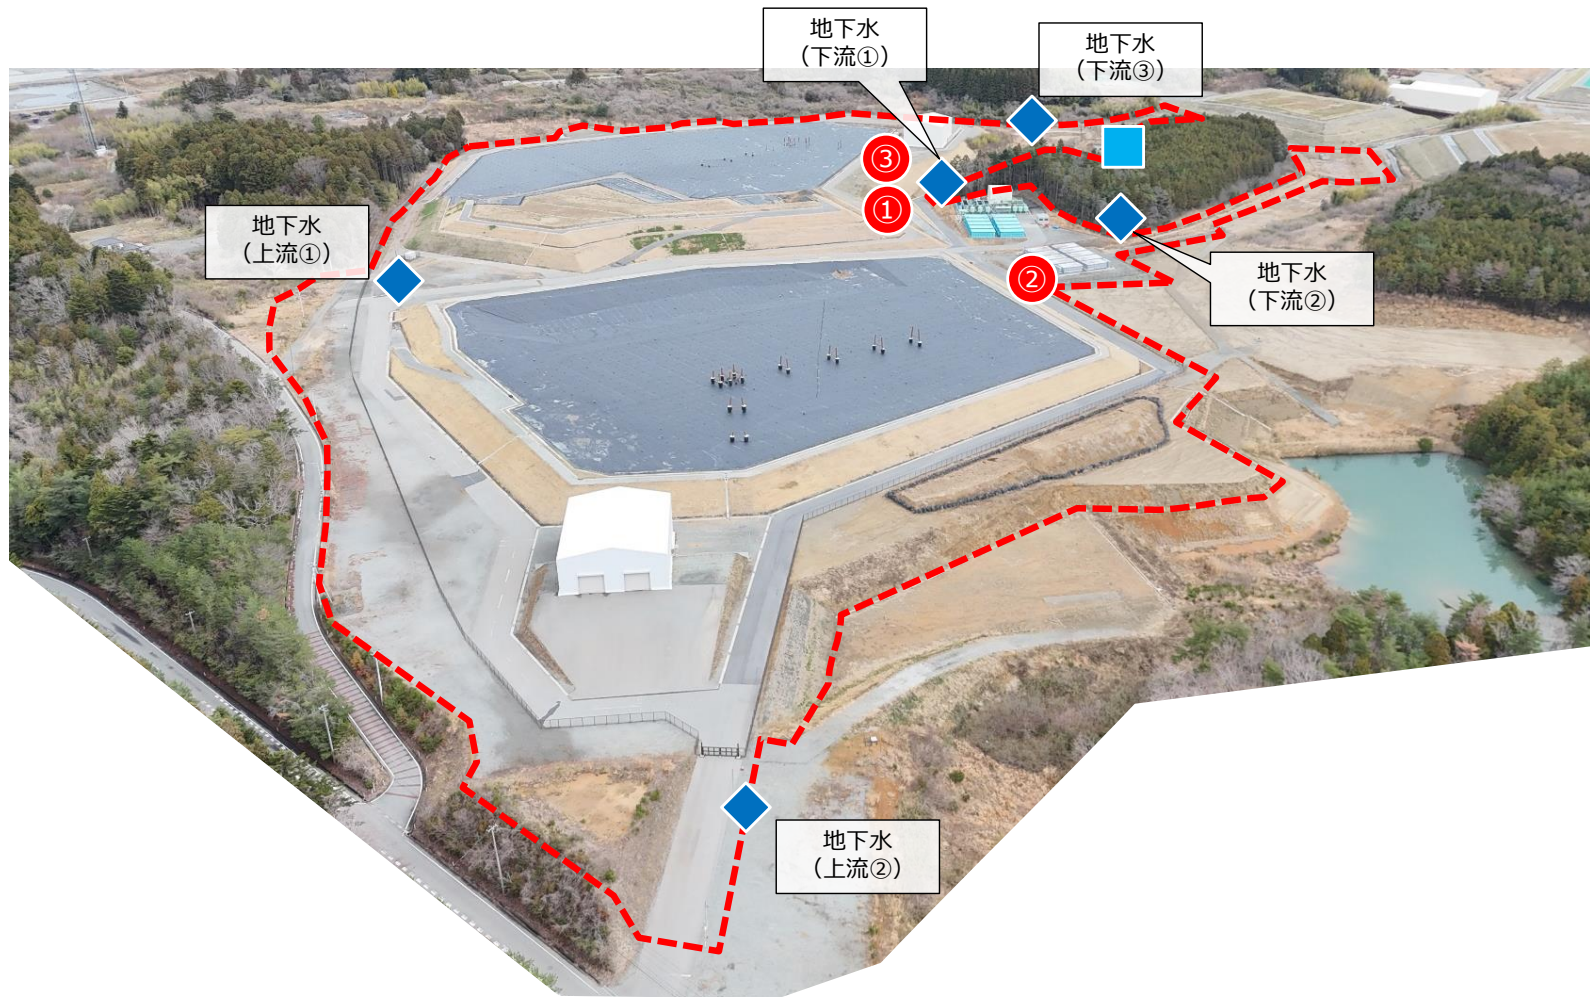 地下水
（下流①）
地下水
（下流③）
③
①
地下水
（上流①）
②
地下水
（下流②）
地下水
（上流②）